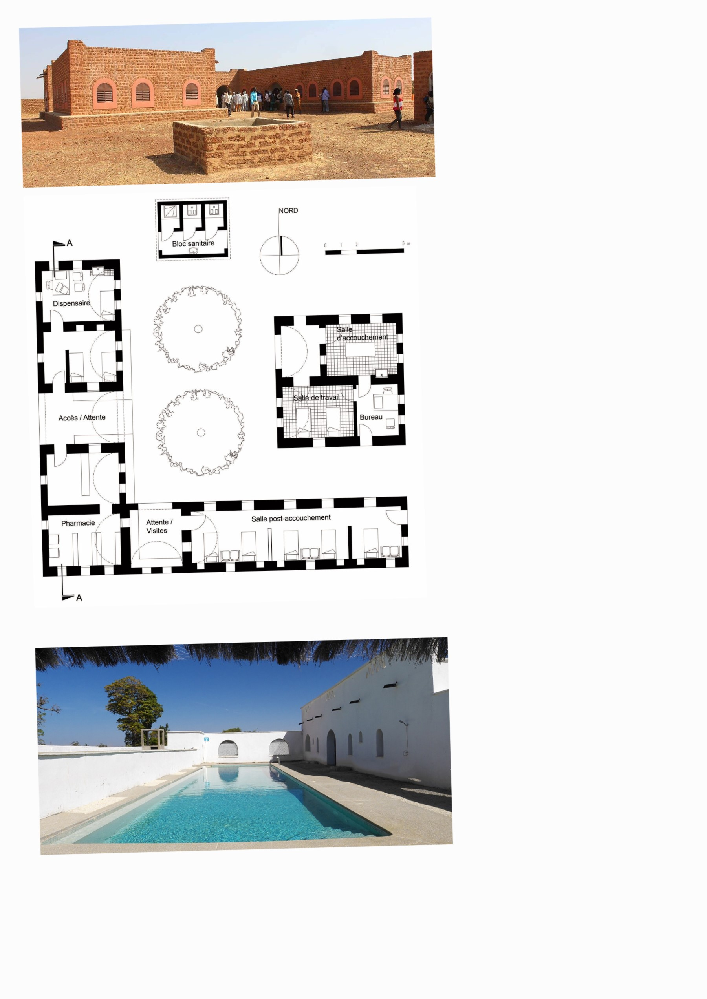 NORD
0 1 2 5 m
A
Bloc sanitaire
Dispensaire
Salle
d'accouchement
Salle de travail
Accès / Attente
Bureau
Pharmacie
Attente /
Visites
Salle post-accouchement
A